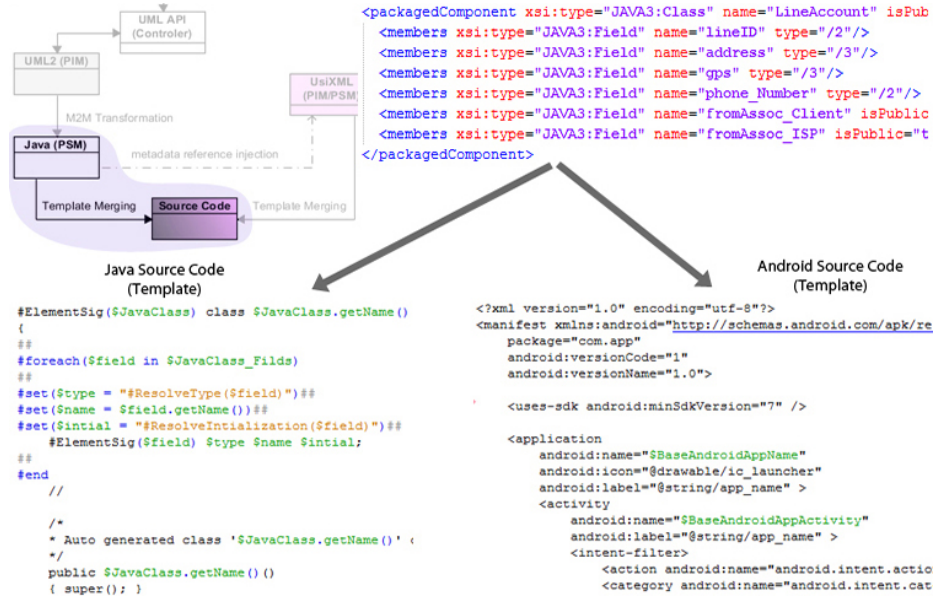 UML API
(Controler)
UML2 (PIM)
UsiXML
(PIM/PSM)
M2M Transformation
Java (PSM)
metadata reference injection
Template Merging
Source Code
Template Merging
<packagedComponent xsi:type="JAVA3:Class" name="LineAccount" isPub
<members xsi:type="JAVA3:Field" name="lineID" type="/2"/>
<members xsi:type="JAVA3:Field" name="address" type="/3"/>
<members xsi:type="JAVA3:Field" name="gps" type="/3"/>
<members xsi:type="JAVA3:Field" name="phone_Number" type="/2"/>
<members xsi:type="JAVA3:Field" name="fromAssoc_Client" isPublic
<members xsi:type="JAVA3:Field" name="fromAssoc_ISP" isPublic="t
</packagedComponent>
Java Source Code
(Template)
#ElementSig($JavaClass) class $JavaClass.getName()
{
##
#foreach($field in $JavaClass_Filds)
##
#set($type = "#ResolveType($field)")##
#set($name = $field.getName())##
#set($intial = "#ResolveIntialization($field)")##
#ElementSig($field) $type $name $intial;
##
#end
//
/*
* Auto generated class '$JavaClass.getName()'
*/
public $JavaClass.getName()()
{ super(); }
Android Source Code
(Template)
<?xml version="1.0" encoding="utf-8"?>
<manifest xmlns:android="http://schemas.android.com/apk/re
package="com.app"
android:versionCode="1"
android:versionName="1.0">
<uses-sdk android:minSdkVersion="7" />
<application
android:name="$BaseAndroidAppName"
android:icon="@drawable/ic_launcher"
android:label="@string/app_name" >
<activity
android:name="$BaseAndroidAppActivity"
android:label="@string/app_name" >
<intent-filter>
<action android:name="android.intent.actio
<category android:name="android.intent.cat